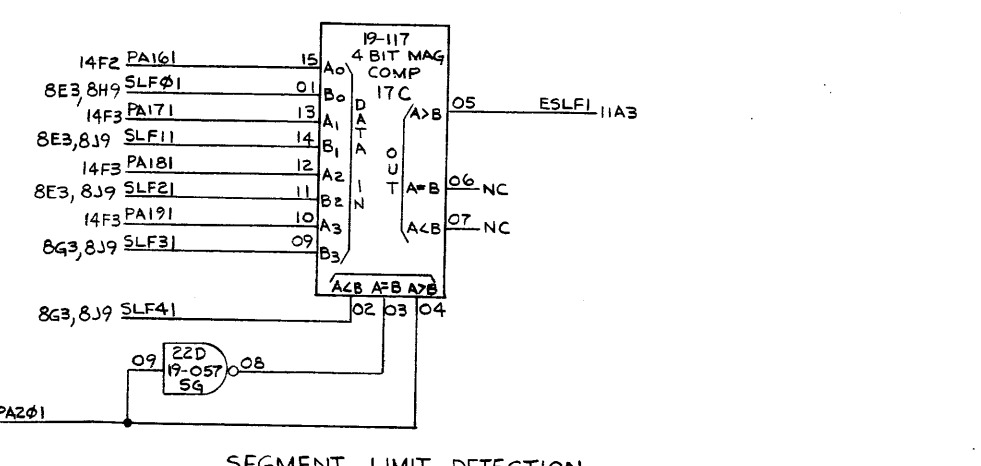 19-117
4 BIT MAG
COMP
17C
14F2 PA161 15 A0
8E3,8H9 SLFØ1 01 B0
14F3 PA171 13 A1
8E3,8J9 SLF11 14 B1
14F3 PA181 12 A2
8E3,8J9 SLF21 11 B2
14F3 PA191 10 A3
8G3,8J9 SLF31 09 B3
DATA IN
OUT
A>B 05 ESLF1 11A3
A=B 06 NC
A<B 07 NC
A<B A=B A>B
02 03 04
8G3,8J9 SLF41
09 22D 08
19-057
5G
PA2Ø1
SEGMENT LIMIT DETECTION